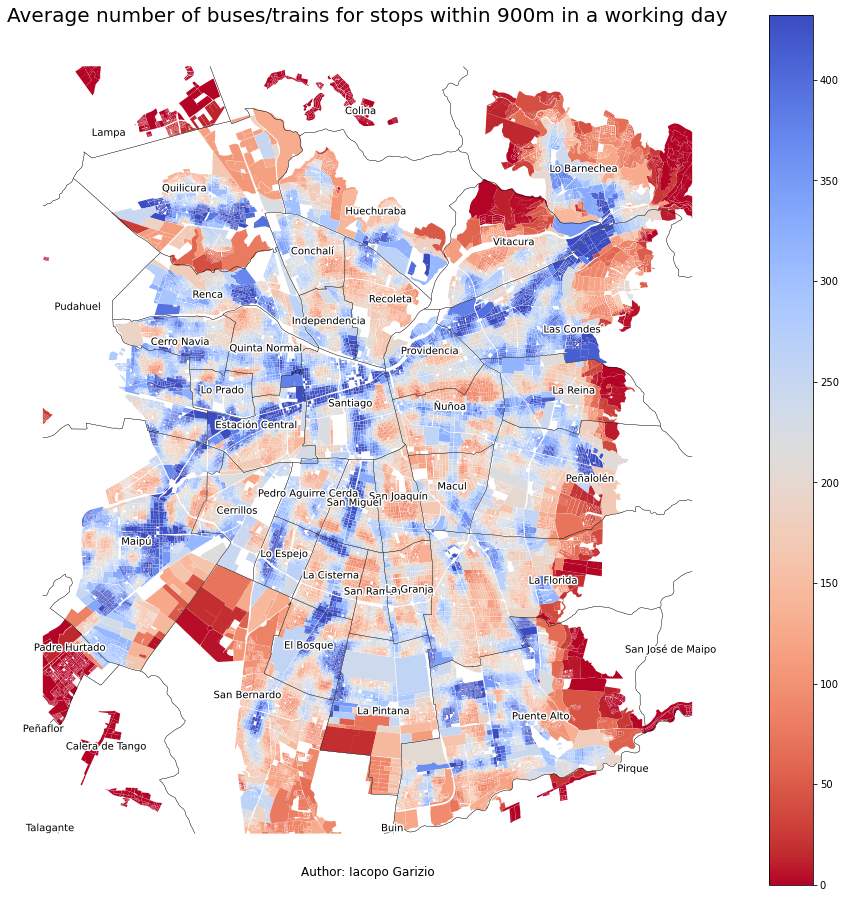 Average number of buses/trains for stops within 900m in a working day
400
350
300
250
200
150
100
50
0
Colina
Lampa
Lo Barnechea
Quilicura
Huechuraba
Vitacura
Conchalí
Renca
Recoleta
Pudahuel
Independencia
Las Condes
Cerro Navia
Quinta Normal
Providencia
Lo Prado
La Reina
Santiago
Ñuñoa
Estación Central
Peñalolén
Macul
Pedro Aguirre Cerda
San Joaquín
San Miguel
Cerrillos
Maipú
Lo Espejo
La Cisterna
La Florida
San Ram
La Granja
El Bosque
Padre Hurtado
San José de Maipo
San Bernardo
La Pintana
Puente Alto
Peñaflor
Calera de Tango
Pirque
Talagante
Buin
Author: Iacopo Garizio